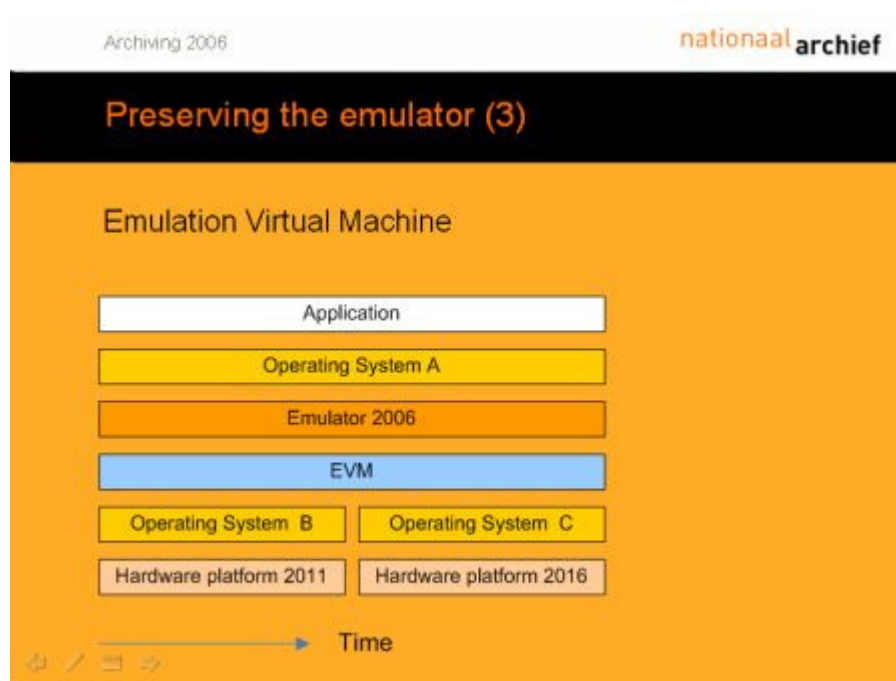 Archiving 2006
nationaal archief
Preserving the emulator (3)
Emulation Virtual Machine
Application
Operating System A
Emulator 2006
EVM
Operating System B
Operating System C
Hardware platform 2011
Hardware platform 2016
Time